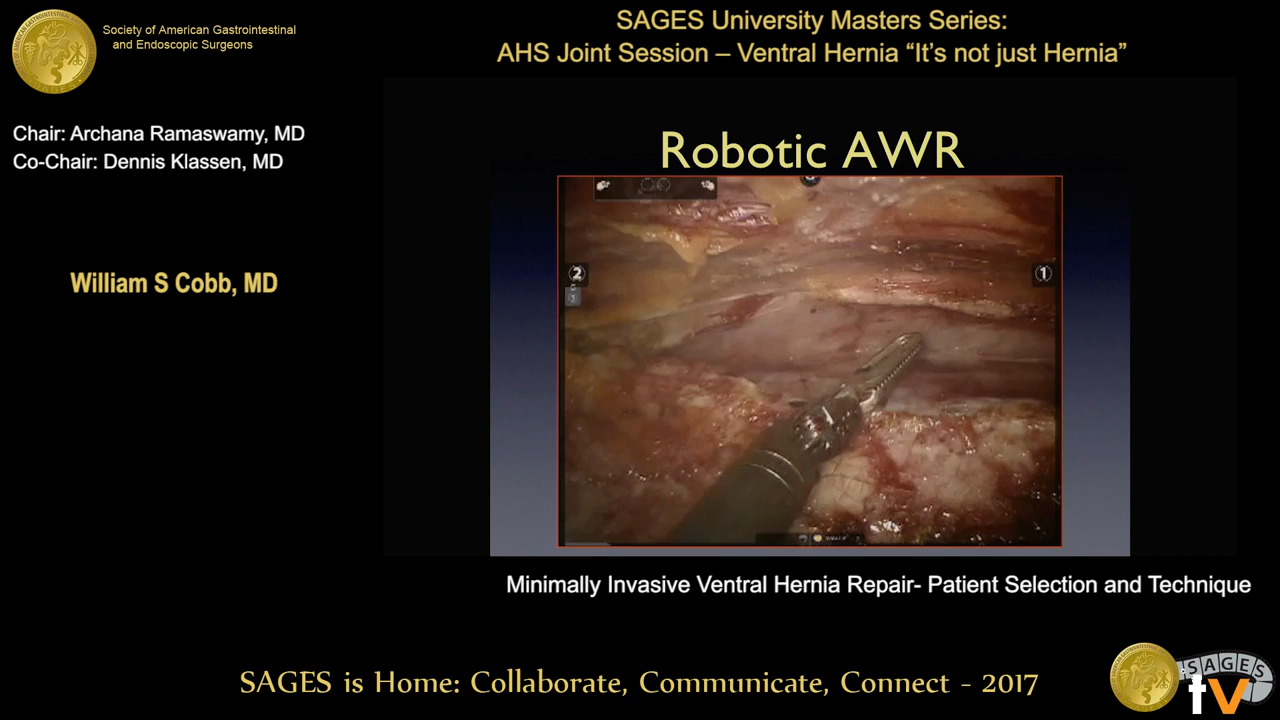 Society of American Gastrointestinal
and Endoscopic Surgeons
SAGES University Masters Series:
AHS Joint Session – Ventral Hernia “It’s not just Hernia”
Chair: Archana Ramaswamy, MD
Co-Chair: Dennis Klassen, MD
William S Cobb, MD
Robotic AWR
2
1
Minimally Invasive Ventral Hernia Repair- Patient Selection and Technique
SAGES is Home: Collaborate, Communicate, Connect - 2017
SAGES
tv